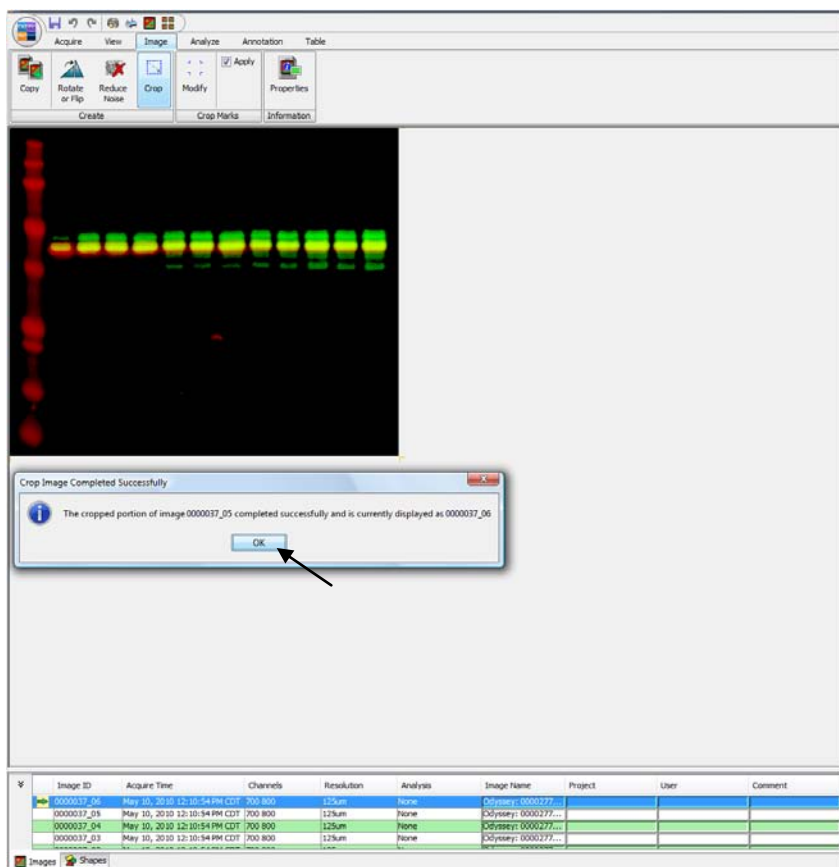 Acquire View Image Analyze Annotation Table
Copy Rotate or Flip Reduce Noise Crop Modify Apply Properties
Create Crop Marks Information
Crop Image Completed Successfully
The cropped portion of image 0000037_05 completed successfully and is currently displayed as 0000037_06
OK
Image ID Acquire Time Channels Resolution Analysis Image Name Project User Comment
0000037_06 May 10, 2010 12:10:54 PM CDT 700 800 125um None Odyssey: 0000277...
0000037_05 May 10, 2010 12:10:54 PM CDT 700 800 125um None Odyssey: 0000277...
0000037_04 May 10, 2010 12:10:54 PM CDT 700 800 125um None Odyssey: 0000277...
0000037_03 May 10, 2010 12:10:54 PM CDT 700 800 125um None Odyssey: 0000277...
Images Shapes